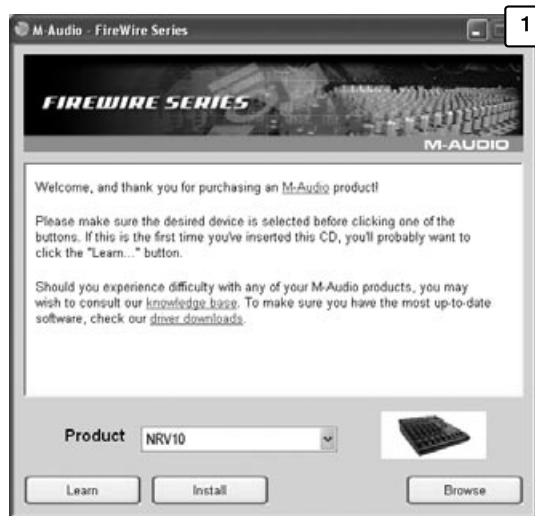 M-Audio - FireWire Series
1
FIREWIRE SERIES
M-AUDIO
Welcome, and thank you for purchasing an M-Audio product!
Please make sure the desired device is selected before clicking one of the
buttons. If this is the first time you've inserted this CD, you'll probably want to
click the "Learn..." button.
Should you experience difficulty with any of your M-Audio products, you may
wish to consult our knowledge base. To make sure you have the most up-to-date
software, check our driver downloads.
Product NRV10
Learn Install Browse